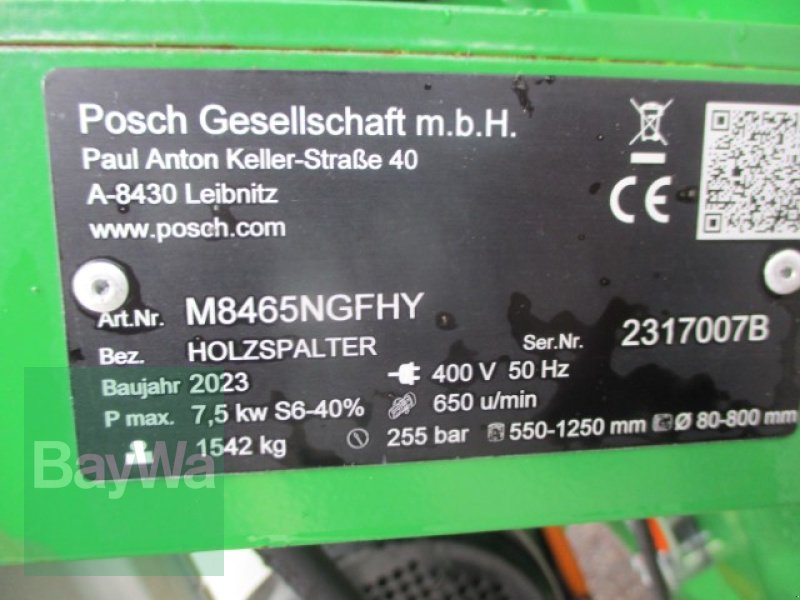 Posch Gesellschaft m.b.H.
Paul Anton Keller-Straße 40
A-8430 Leibnitz
www.posch.com
CE
Art.Nr. M8465NGFHY
Bez. HOLZSPALTER Ser.Nr. 2317007B
Baujahr 2023 400 V 50 Hz
P max. 7,5 kw S6-40% 650 u/min
1542 kg 255 bar 550-1250 mm Ø 80-800 mm
BayWa